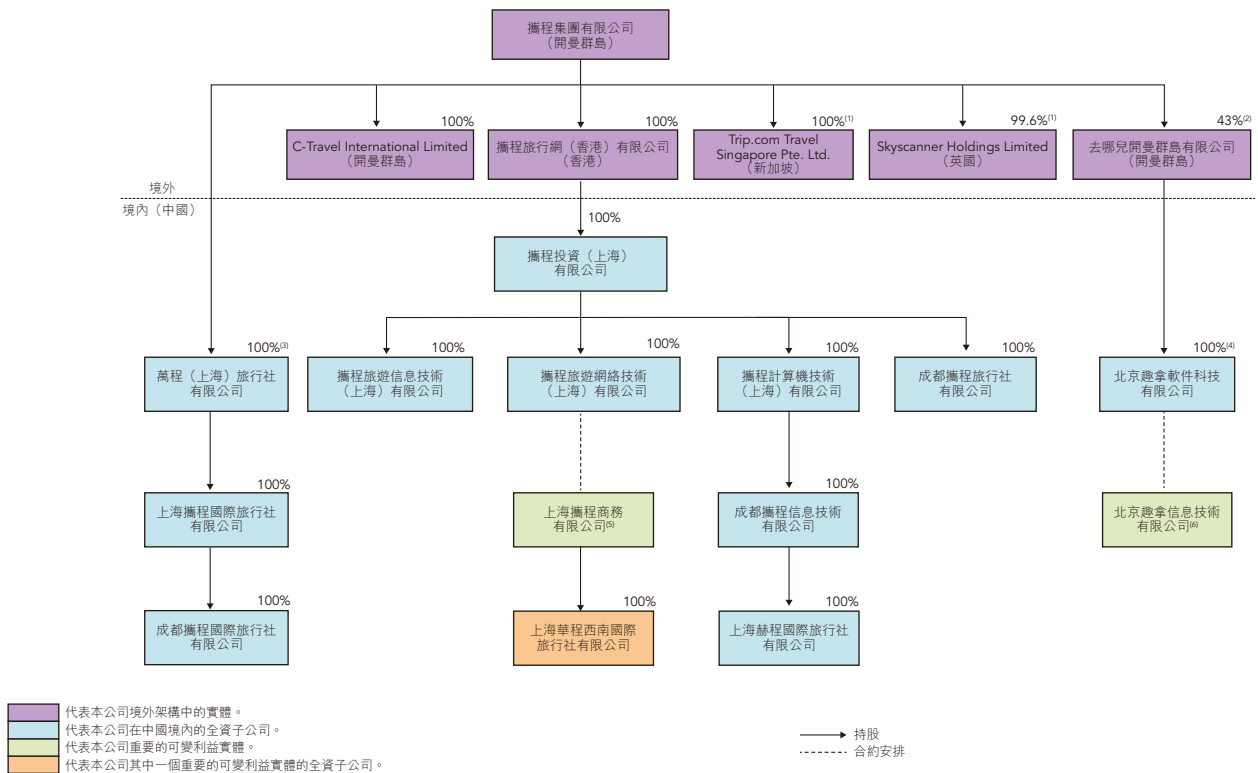 攜程集團有限公司
（開曼群島）
100%
100%
100%(1)
99.6%(1)
43%(2)
C-Travel International Limited
（開曼群島）
攜程旅行網（香港）有限公司
（香港）
Trip.com Travel
Singapore Pte. Ltd.
（新加坡）
Skyscanner Holdings Limited
（英國）
去哪兒開曼群島有限公司
（開曼群島）
境外
境內（中國）
100%
攜程投資（上海）
有限公司
100%(3)
100%
100%
100%
100%
100%(4)
萬程（上海）旅行社
有限公司
攜程旅遊信息技術
（上海）有限公司
攜程旅遊網絡技術
（上海）有限公司
攜程計算機技術
（上海）有限公司
成都攜程旅行社
有限公司
北京趣拿軟件科技
有限公司
100%
100%
上海攜程國際旅行社
有限公司
上海攜程商務
有限公司(5)
成都攜程信息技術
有限公司
北京趣拿信息技術
有限公司(6)
100%
100%
100%
成都攜程國際旅行社
有限公司
上海華程西南國際
旅行社有限公司
上海赫程國際旅行社
有限公司
代表本公司境外架構中的實體。
代表本公司在中國境內的全資子公司。
代表本公司重要的可變利益實體。
代表本公司其中一個重要的可變利益實體的全資子公司。
持股
合約安排